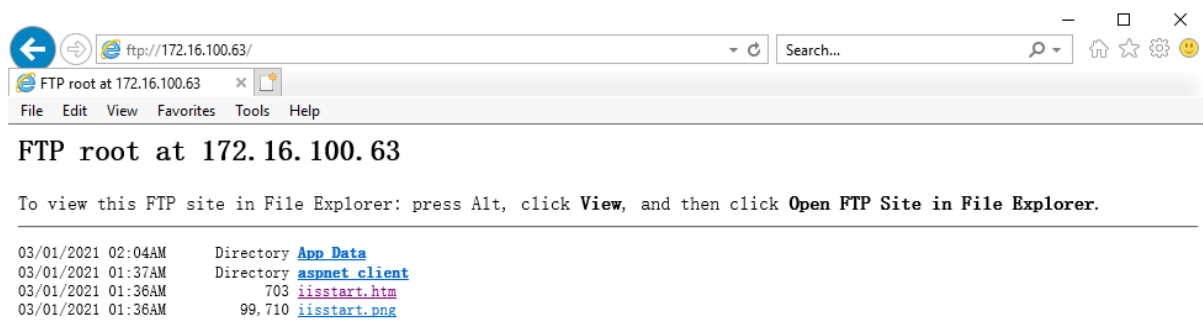 ftp://172.16.100.63/
Search...
FTP root at 172.16.100.63
File Edit View Favorites Tools Help
FTP root at 172.16.100.63
To view this FTP site in File Explorer: press Alt, click View, and then click Open FTP Site in File Explorer.
03/01/2021 02:04AM Directory App Data
03/01/2021 01:37AM Directory aspnet client
03/01/2021 01:36AM 703 iisstart.htm
03/01/2021 01:36AM 99,710 iisstart.png